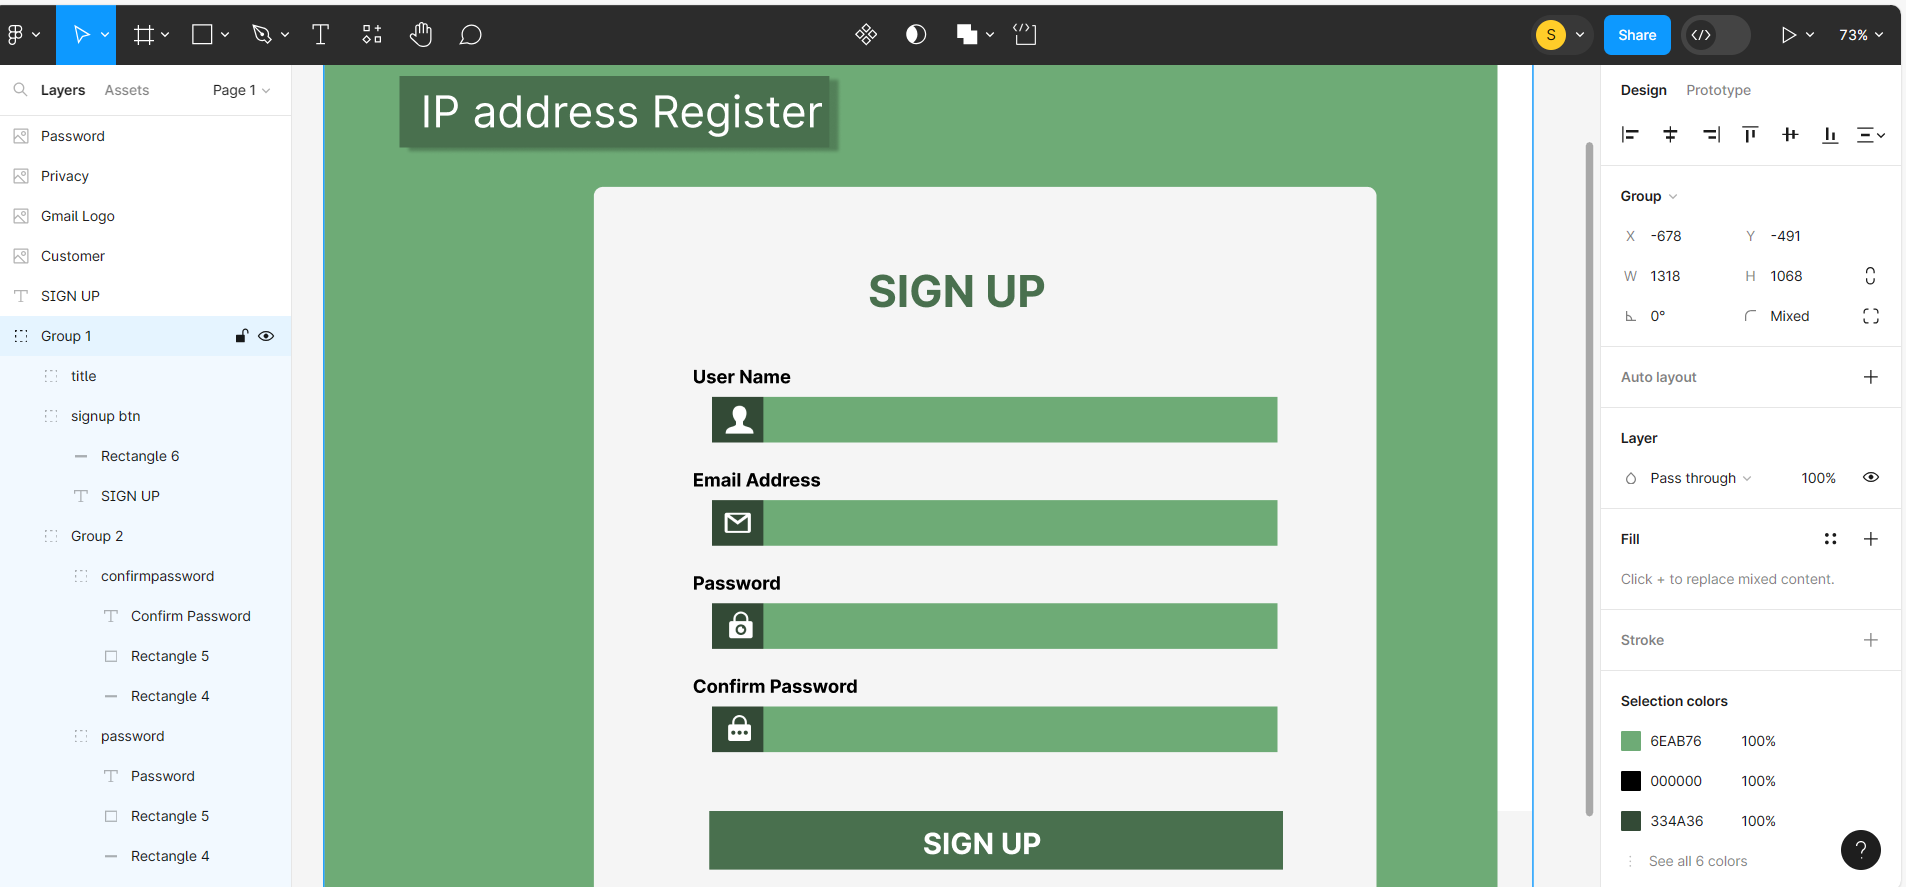 S
Share
73%
Layers
Assets
Page 1
Password
Privacy
Gmail Logo
Customer
SIGN UP
Group 1
title
signup btn
Rectangle 6
SIGN UP
Group 2
confirmpassword
Confirm Password
Rectangle 5
Rectangle 4
password
Password
Rectangle 5
Rectangle 4
IP address Register
SIGN UP
User Name
Email Address
Password
Confirm Password
SIGN UP
Design
Prototype
Group
X -678 Y -491
W 1318 H 1068
0° Mixed
Auto layout
Layer
Pass through 100%
Fill
Click + to replace mixed content.
Stroke
Selection colors
6EAB76 100%
000000 100%
334A36 100%
See all 6 colors
?